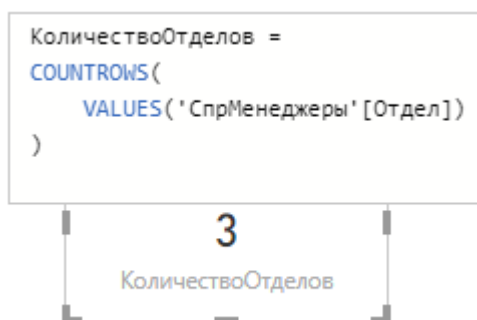 КоличествоОтделов =
COUNTROWS(
    VALUES('СпрМенеджеры'[Отдел])
)
3
КоличествоОтделов